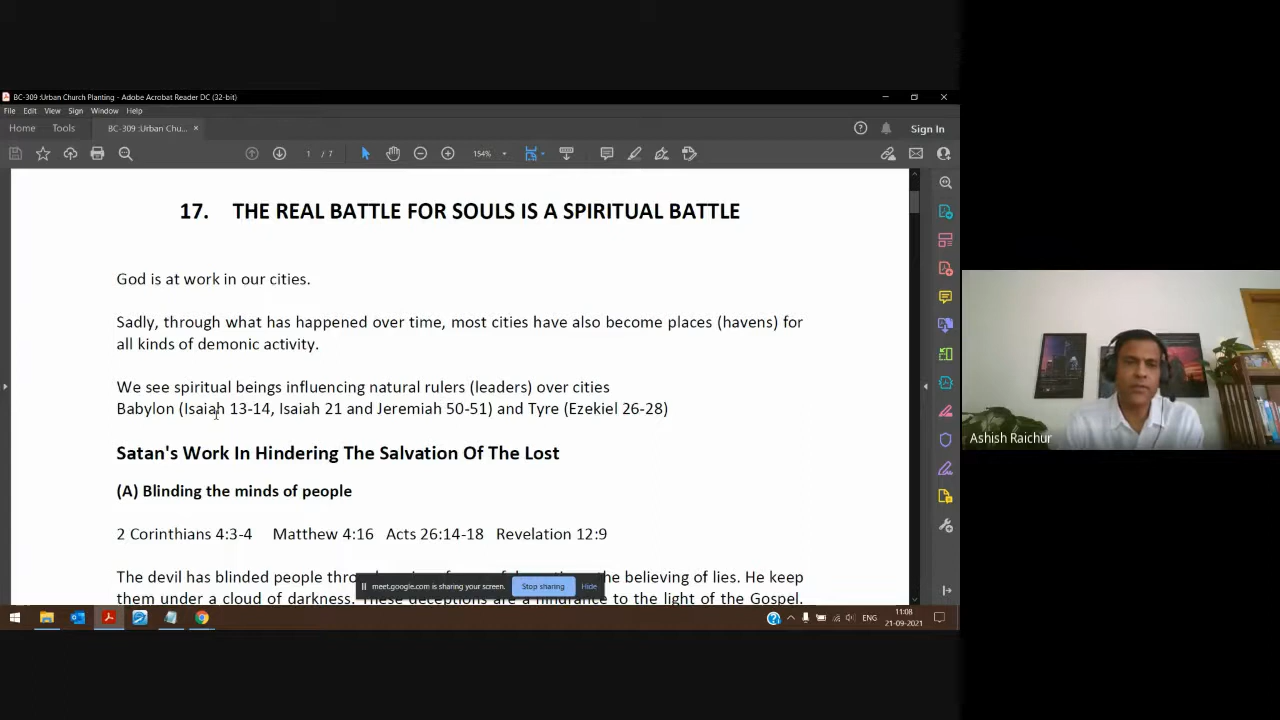 BC-309 :Urban Church Planting - Adobe Acrobat Reader DC (32-bit)
File Edit View Sign Window Help
Home Tools BC-309 :Urban Chu... × Sign In
1 / 7 154%
17. THE REAL BATTLE FOR SOULS IS A SPIRITUAL BATTLE
God is at work in our cities.
Sadly, through what has happened over time, most cities have also become places (havens) for
all kinds of demonic activity.
We see spiritual beings influencing natural rulers (leaders) over cities
Babylon (Isaiah 13-14, Isaiah 21 and Jeremiah 50-51) and Tyre (Ezekiel 26-28)
Satan's Work In Hindering The Salvation Of The Lost
(A) Blinding the minds of people
2 Corinthians 4:3-4 Matthew 4:16 Acts 26:14-18 Revelation 12:9
The devil has blinded people the believing of lies. He keep
them under a cloud of darkness. These deceptions are a hindrance to the light of the Gospel.
meet.google.com is sharing your screen. Stop sharing Hide
ENG 11:08
21-09-2021
Ashish Raichur